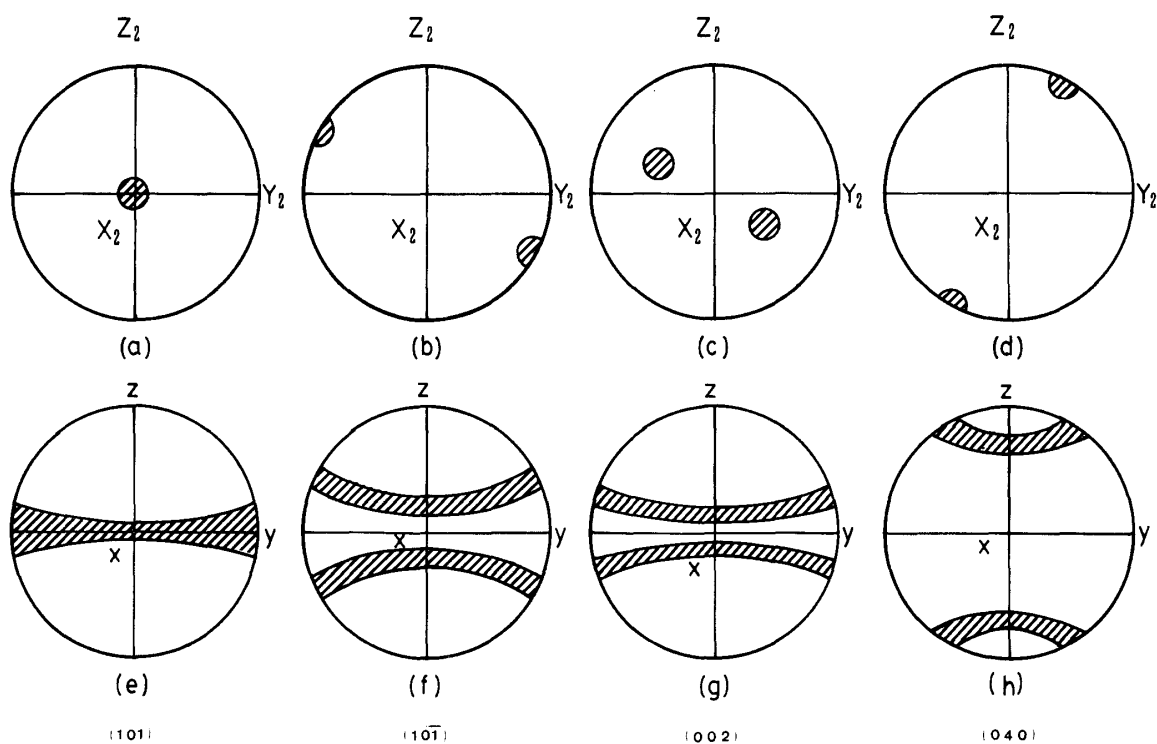 Z₂ Z₂ Z₂ Z₂
Y₂ Y₂ Y₂ Y₂
X₂ X₂ X₂ X₂
(a) (b) (c) (d)
z z z z
y y y y
x x x x
(e) (f) (g) (h)
(101) (101̅) (002) (040)